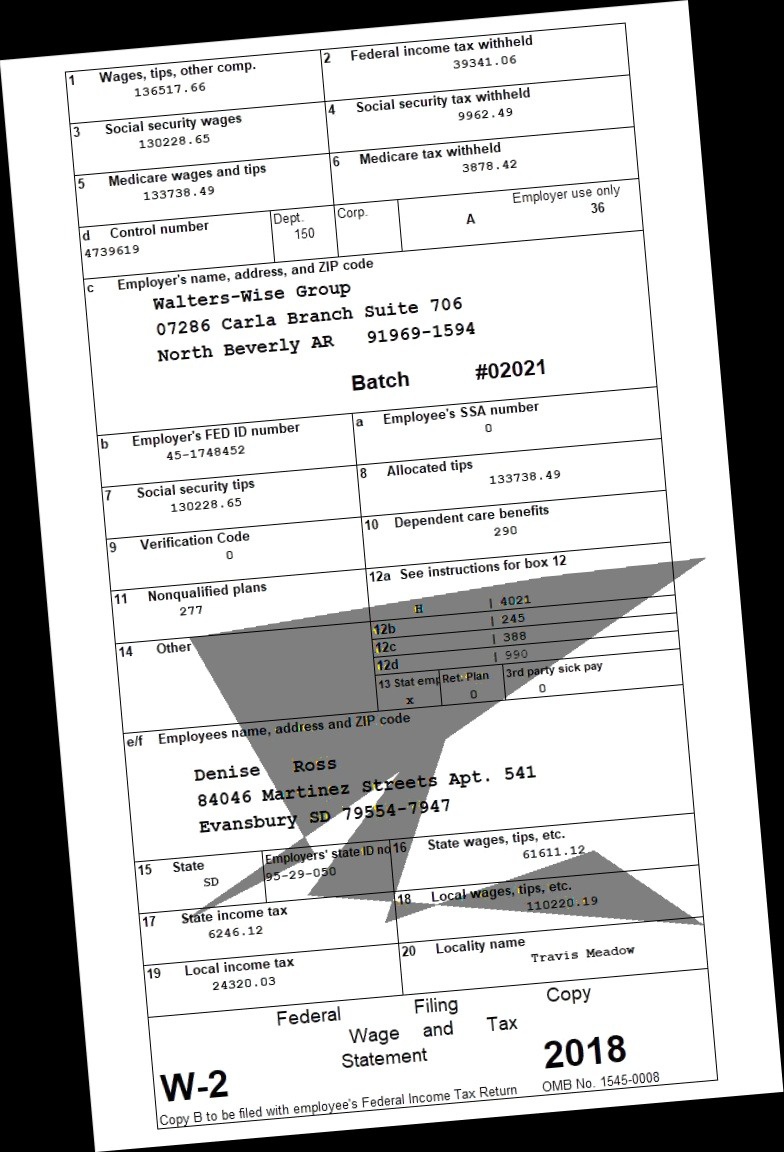 1 Wages, tips, other comp. 2 Federal income tax withheld
136517.66 39341.06
3 Social security wages 4 Social security tax withheld
130228.65 9962.49
5 Medicare wages and tips 6 Medicare tax withheld
133738.49 3878.42
d Control number Dept. Corp. Employer use only
4739619 150 A 36
c Employer's name, address, and ZIP code
Walters-Wise Group
07286 Carla Branch Suite 706
North Beverly AR 91969-1594
Batch #02021
b Employer's FED ID number a Employee's SSA number
45-1748452 0
7 Social security tips 8 Allocated tips
130228.65 133738.49
9 Verification Code 10 Dependent care benefits
0 290
11 Nonqualified plans 12a See instructions for box 12
277 H | 4021
14 Other 12b | 245
12c | 388
12d | 990
13 Stat emp Ret. Plan 3rd party sick pay
x 0 0
e/f Employees name, address and ZIP code
Denise Ross
84046 Martinez Streets Apt. 541
Evansbury SD 79554-7947
15 State Employers' state ID no 16 State wages, tips, etc.
SD 95-29-050 61611.12
17 State income tax 18 Local wages, tips, etc.
6246.12 110220.19
19 Local income tax 20 Locality name
24320.03 Travis Meadow
Federal Filing Copy
Wage and Tax
Statement
W-2 2018
Copy B to be filed with employee's Federal Income Tax Return OMB No. 1545-0008